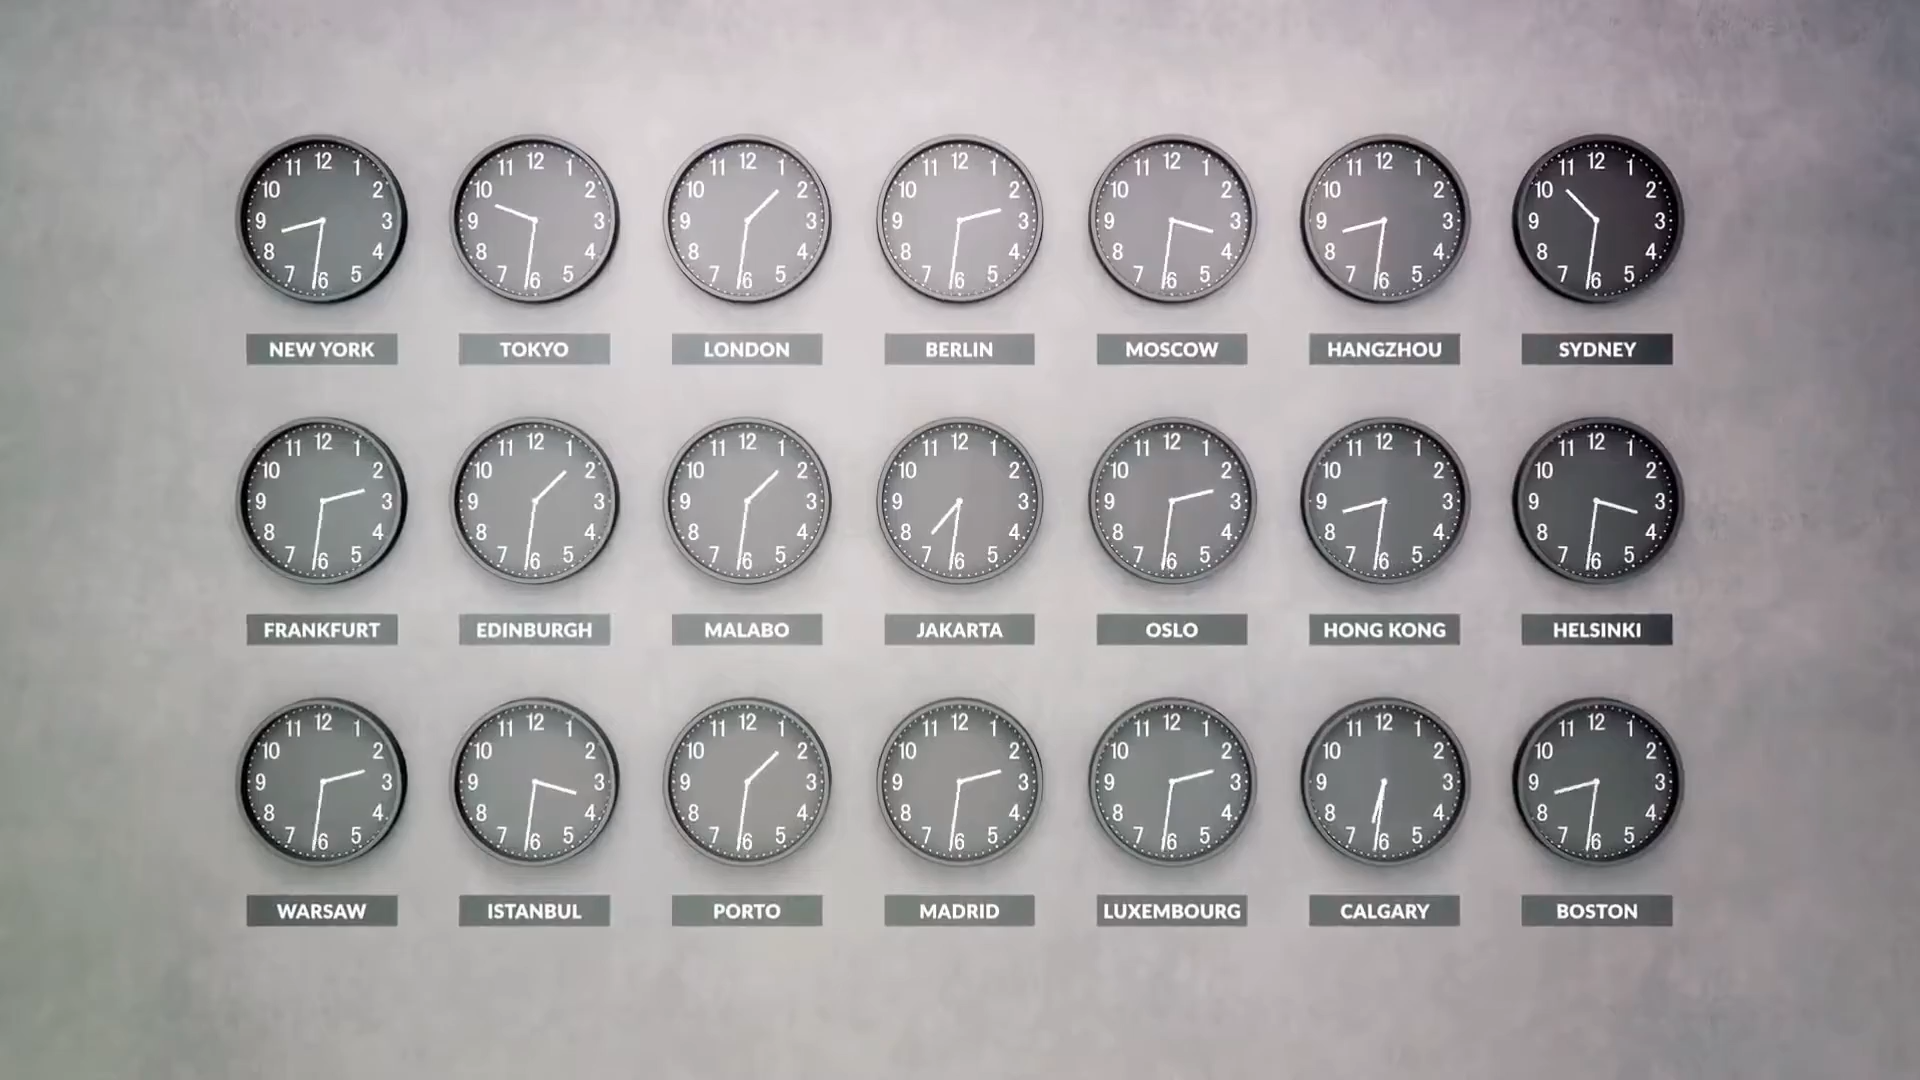 NEW YORK
TOKYO
LONDON
BERLIN
MOSCOW
HANGZHOU
SYDNEY
FRANKFURT
EDINBURGH
MALABO
JAKARTA
OSLO
HONG KONG
HELSINKI
WARSAW
ISTANBUL
PORTO
MADRID
LUXEMBOURG
CALGARY
BOSTON